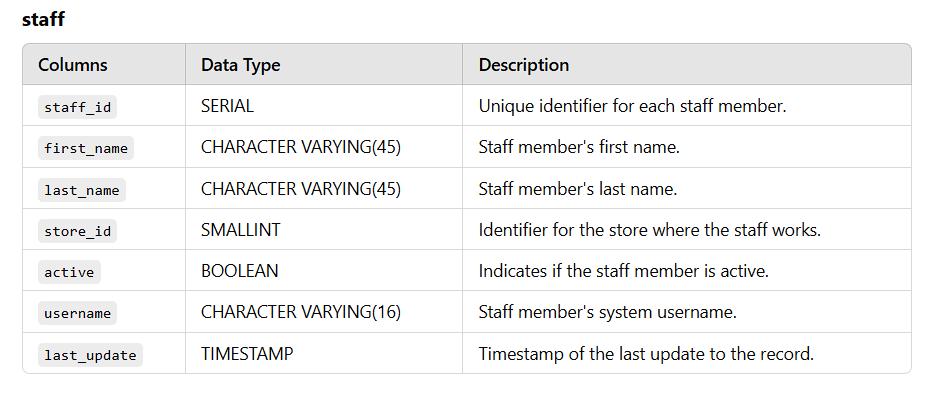 staff
Columns Data Type Description
staff_id SERIAL Unique identifier for each staff member.
first_name CHARACTER VARYING(45) Staff member's first name.
last_name CHARACTER VARYING(45) Staff member's last name.
store_id SMALLINT Identifier for the store where the staff works.
active BOOLEAN Indicates if the staff member is active.
username CHARACTER VARYING(16) Staff member's system username.
last_update TIMESTAMP Timestamp of the last update to the record.